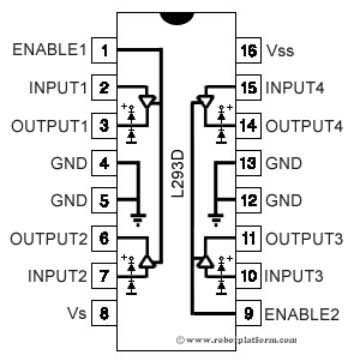 ENABLE1 1 16 Vss
INPUT1 2 15 INPUT4
OUTPUT1 3 14 OUTPUT4
GND 4 13 GND
L293D
GND 5 12 GND
OUTPUT2 6 11 OUTPUT3
INPUT2 7 10 INPUT3
Vs 8 9 ENABLE2
© www.robotplatform.com